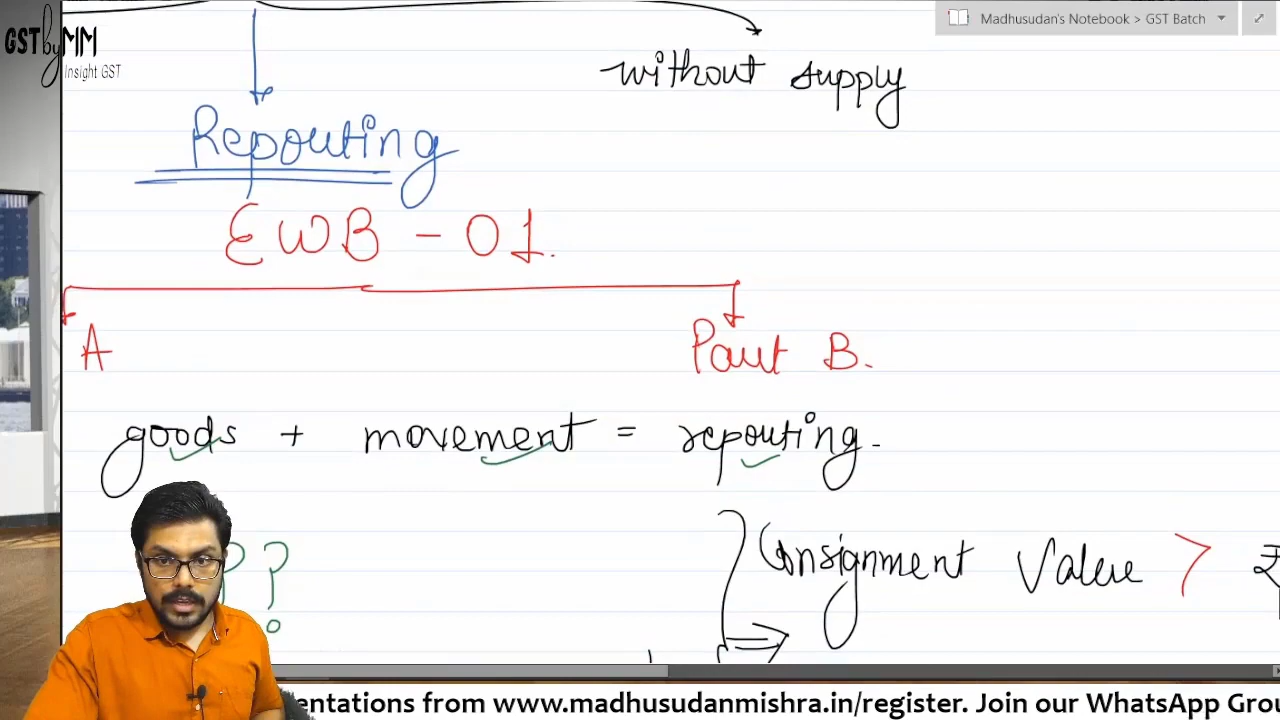 GST by MM
Insight GST
Madhusudan's Notebook > GST Batch
without supply
Reporting
EWB - 01.
A
Part B.
goods + movement = reporting.
??
Consignment Value > ₹
entations from www.madhusudanmishra.in/register. Join our WhatsApp Grou